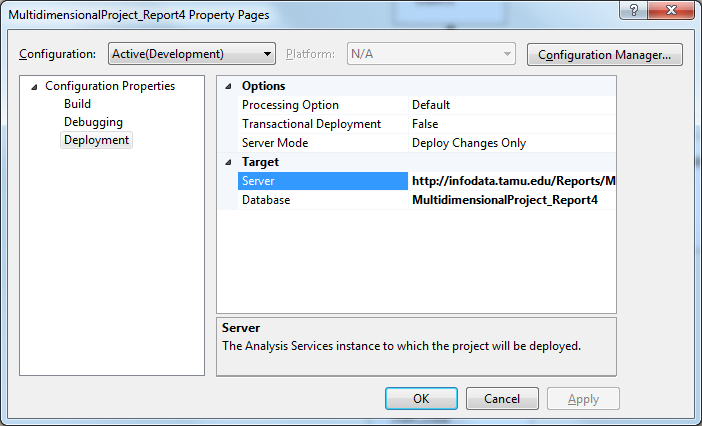 MultidimensionalProject_Report4 Property Pages
Configuration: Active(Development) Platform: N/A Configuration Manager...
Configuration Properties
Build
Debugging
Deployment
Options
Processing Option Default
Transactional Deployment False
Server Mode Deploy Changes Only
Target
Server http://infodata.tamu.edu/Reports/M
Database MultidimensionalProject_Report4
Server
The Analysis Services instance to which the project will be deployed.
OK Cancel Apply